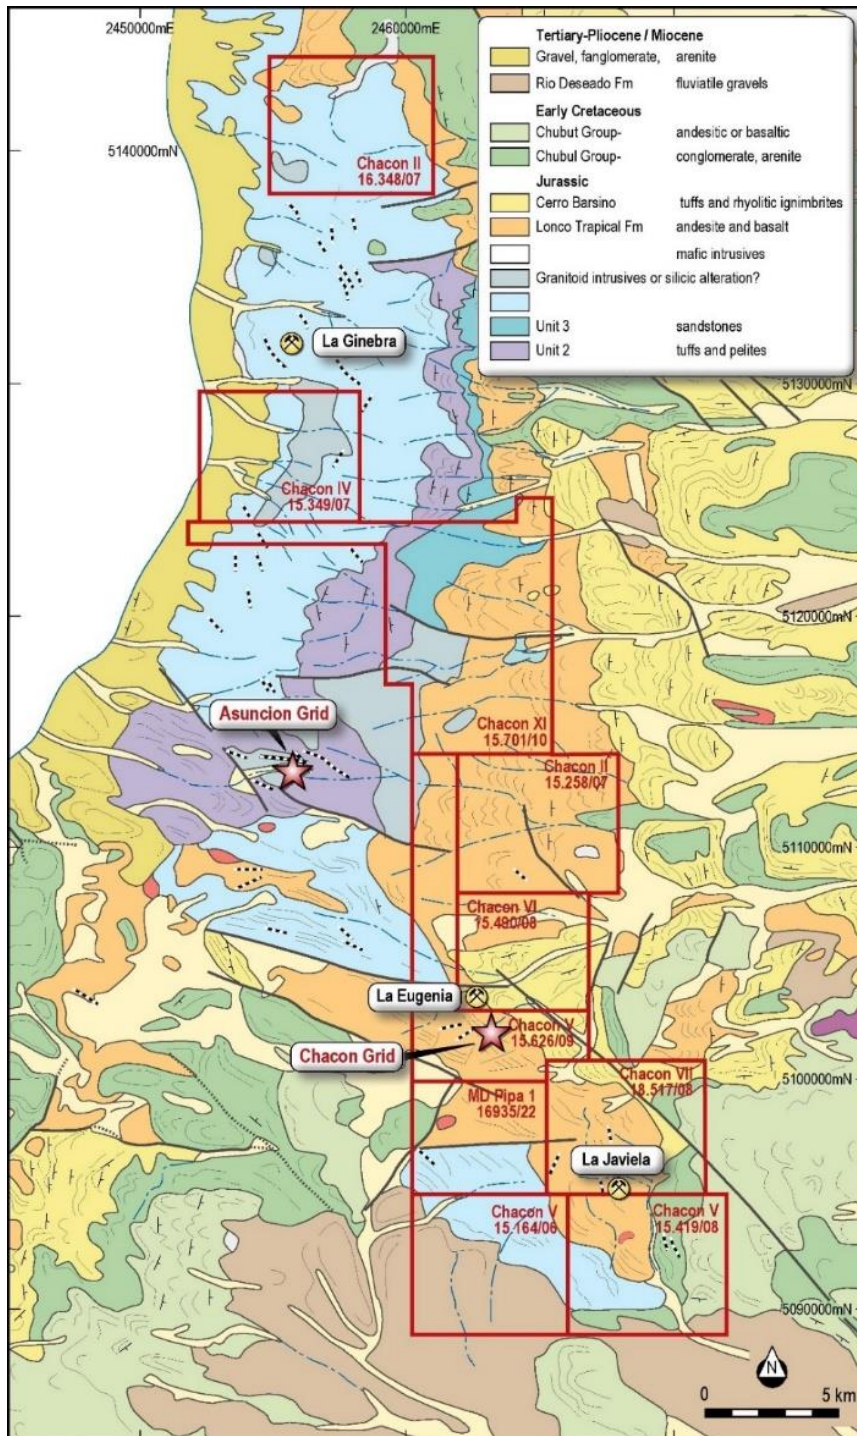 2450000mE
2460000mE
Tertiary-Pliocene / Miocene
Gravel, fanglomerate, arenite
Rio Deseado Fm fluviatile gravels
Early Cretaceous
Chubut Group- andesitic or basaltic
Chubul Group- conglomerate, arenite
Jurassic
Cerro Barsino tuffs and rhyolitic ignimbrites
Lonco Trapical Fm andesite and basalt
mafic intrusives
Granitoid intrusives or silicic alteration?
Unit 3 sandstones
Unit 2 tuffs and pelites
5140000mN
Chacon II
16.348/07
La Ginebra
5130000mN
Chacon IV
15.349/07
5120000mN
Asuncion Grid
Chacon XI
15.701/10
Chacon II
15.258/07
5110000mN
Chacon VI
15.480/08
La Eugenia
Chacon V
15.626/09
Chacon Grid
Chacon VII
18.517/08
5100000mN
MD Pipa 1
16935/22
La Javiela
Chacon V
15.164/06
Chacon V
15.419/08
5090000mN
N
0 5 km